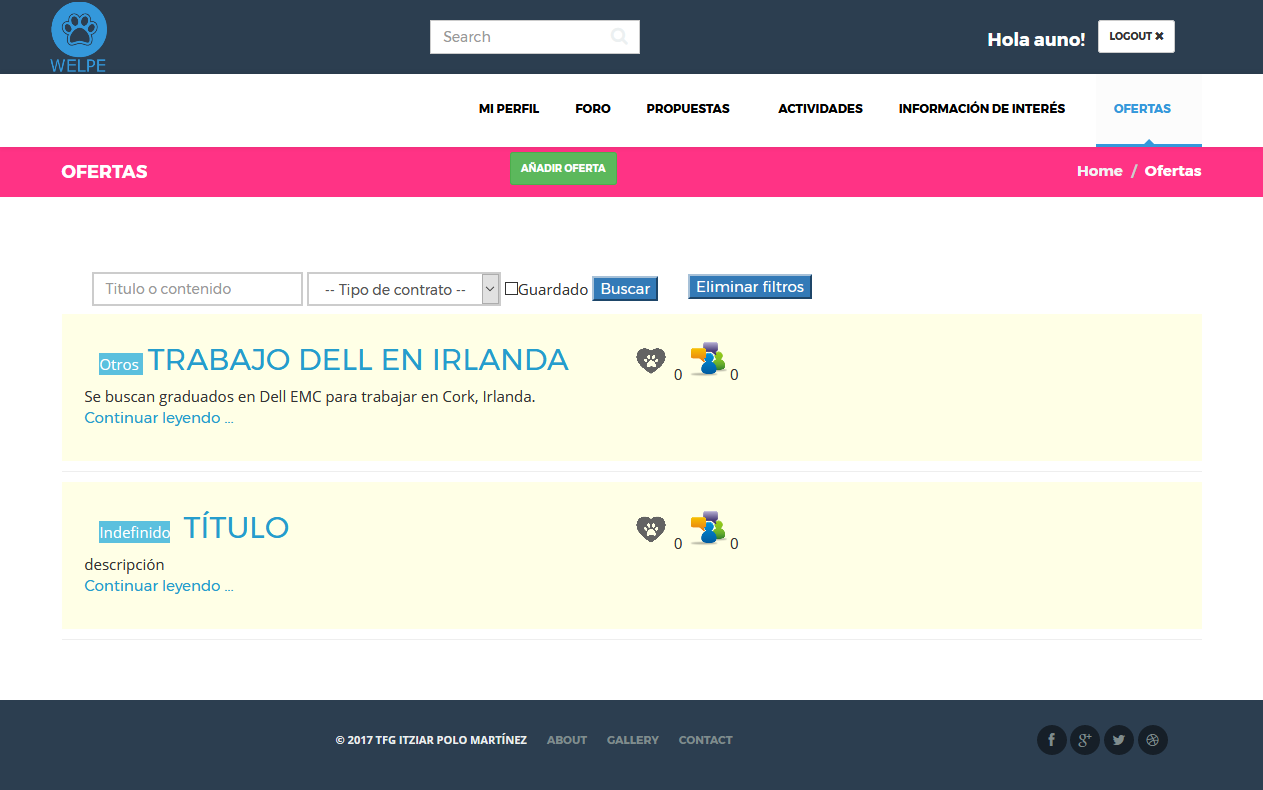 WELPE
Search
Hola auno!
LOGOUT ✖
MI PERFIL FORO PROPUESTAS ACTIVIDADES INFORMACIÓN DE INTERÉS OFERTAS
OFERTAS
AÑADIR OFERTA
Home / Ofertas
Titulo o contenido
-- Tipo de contrato --
Guardado
Buscar
Eliminar filtros
Otros TRABAJO DELL EN IRLANDA
0 0
Se buscan graduados en Dell EMC para trabajar en Cork, Irlanda.
Continuar leyendo ...
Indefinido TÍTULO
0 0
descripción
Continuar leyendo ...
© 2017 TFG ITZIAR POLO MARTÍNEZ ABOUT GALLERY CONTACT